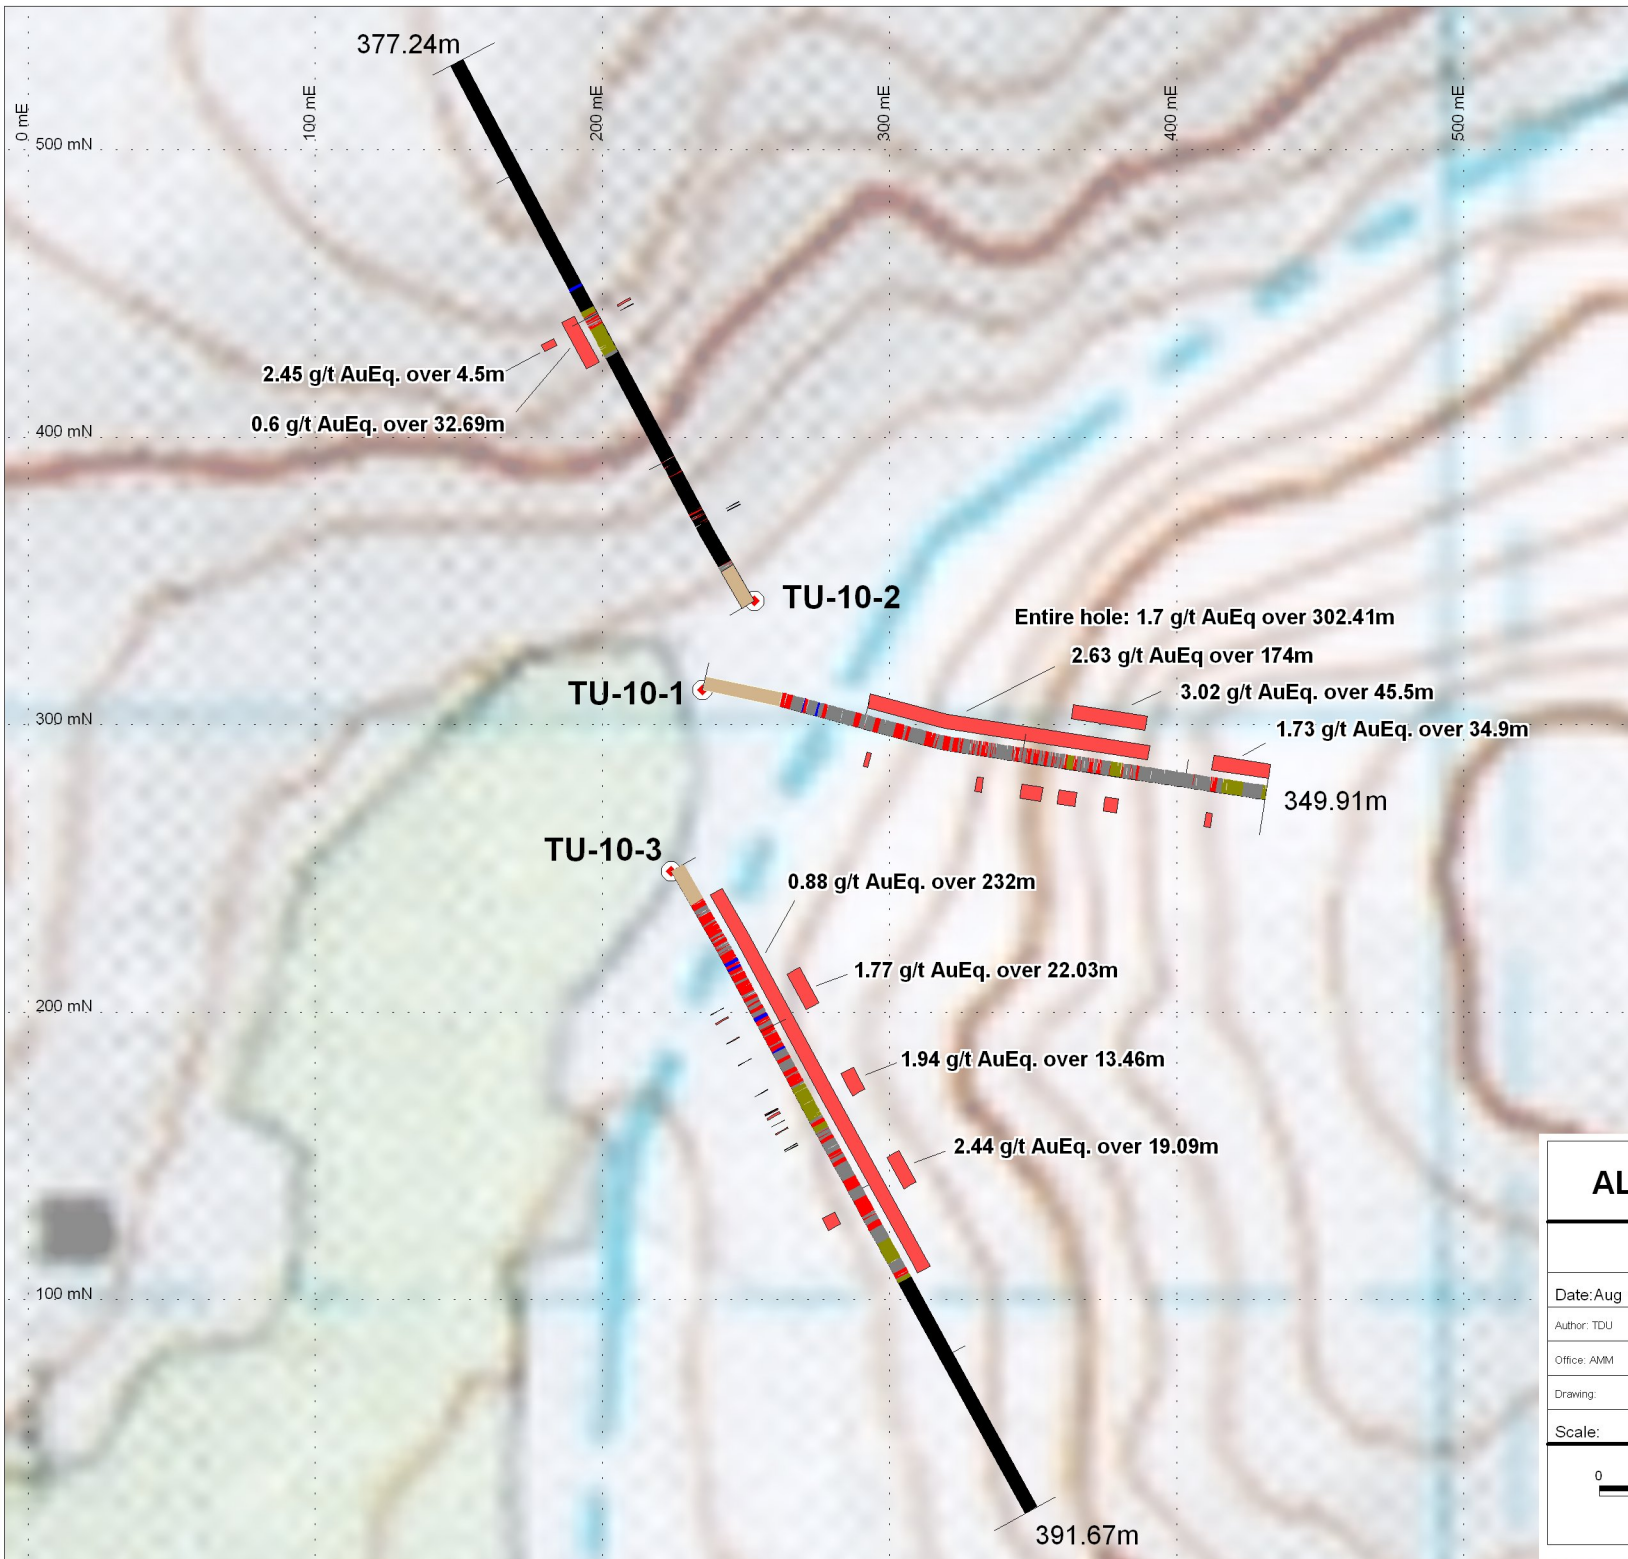 377.24m
0 mE
100 mE
200 mE
300 mE
400 mE
500 mE
500 mN
2.45 g/t AuEq. over 4.5m
0.6 g/t AuEq. over 32.69m
400 mN
TU-10-2
Entire hole: 1.7 g/t AuEq over 302.41m
2.63 g/t AuEq over 174m
TU-10-1
3.02 g/t AuEq. over 45.5m
300 mN
1.73 g/t AuEq. over 34.9m
349.91m
TU-10-3
0.88 g/t AuEq. over 232m
1.77 g/t AuEq. over 22.03m
200 mN
1.94 g/t AuEq. over 13.46m
2.44 g/t AuEq. over 19.09m
AL
100 mN
Date:Aug
Author: TDU
Office: AMM
Drawing:
Scale:
0
391.67m